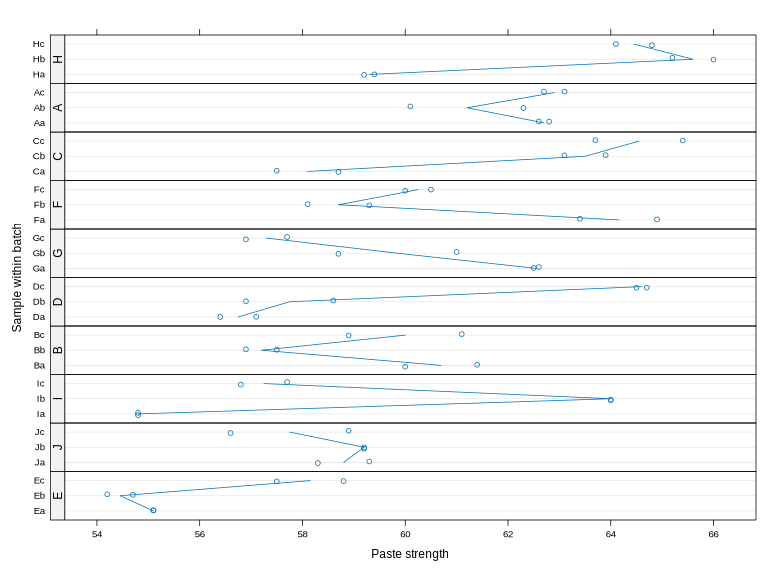 Hc
Hb
Ha
H
Ac
Ab
Aa
A
Cc
Cb
Ca
C
Fc
Fb
Fa
F
Gc
Gb
Ga
G
Dc
Db
Da
D
Bc
Bb
Ba
B
Ic
Ib
Ia
I
Jc
Jb
Ja
J
Ec
Eb
Ea
E
Sample within batch
54 56 58 60 62 64 66
Paste strength